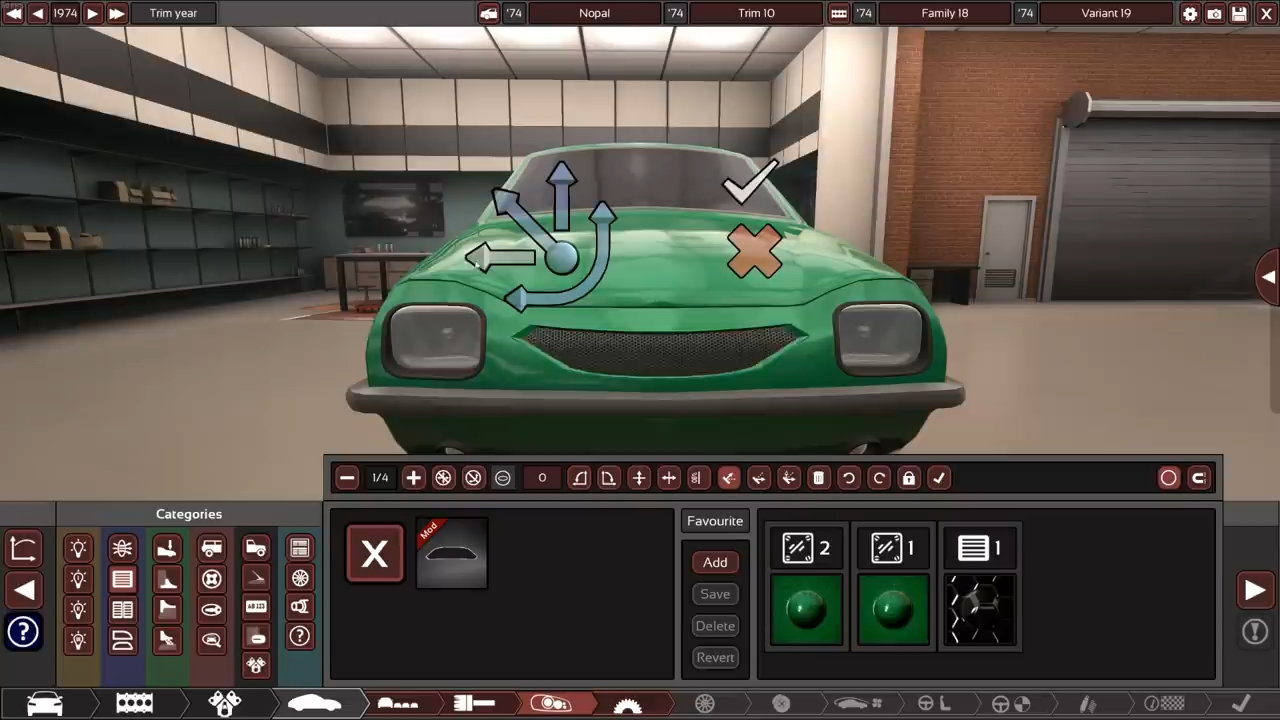 1974 Trim year '74 Nopal '74 Trim 10 '74 Family 18 '74 Variant 19
1/4 0
Categories
Favourite
Mod
X
Add
Save
Delete
Revert
2 1 1
AB 123
?
?